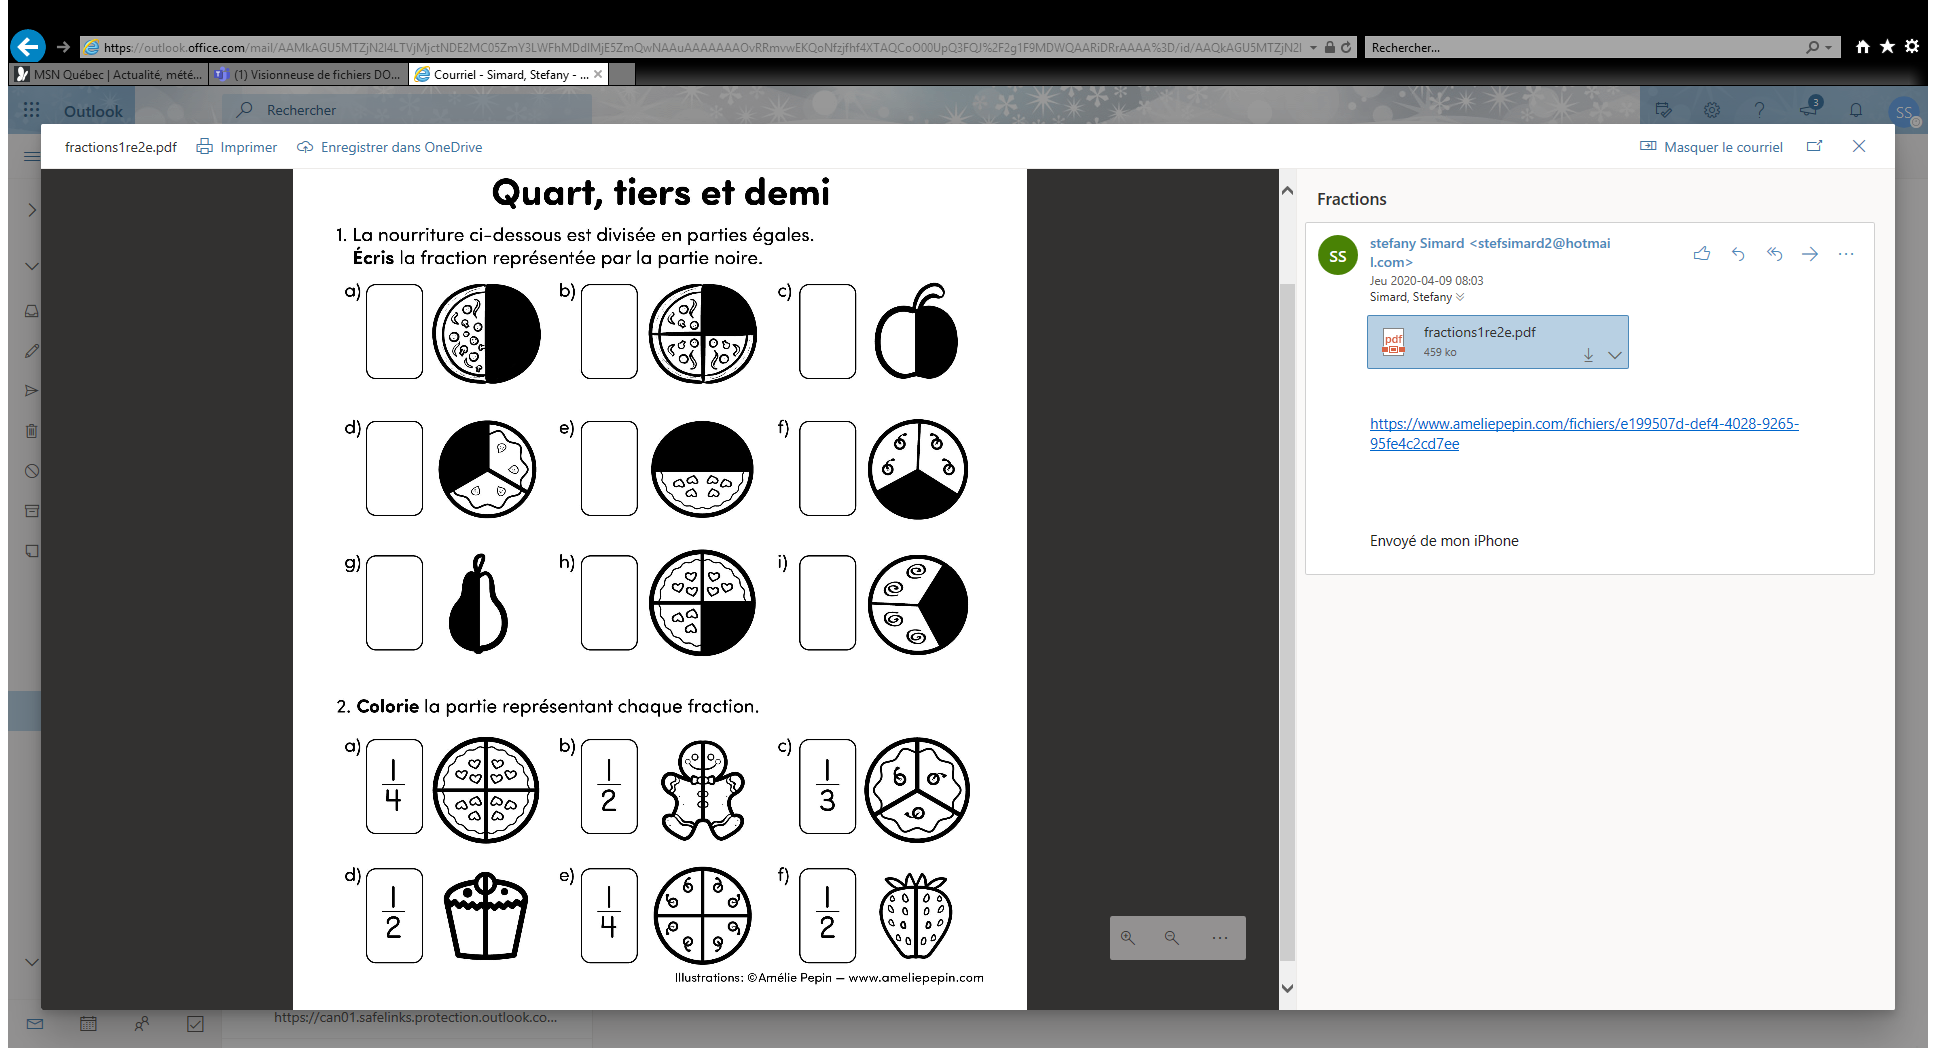 https://outlook.office.com/mail/AAMkAGU5MTZjN2I4LTVjMjctNDE2MC05ZmY3LWFhMDdlMjE5ZmQwNAAuAAAAAAAOvRRmvwEKQoNfzjfhf4XTAQCoO00UpQ3FQJ%2F2g1F9MDWQAARiDRrAAAA%3D/id/AAQkAGU5MTZjN2I
Rechercher...
MSN Québec | Actualité, mété...
(1) Visionneuse de fichiers DO...
Courriel - Simard, Stefany - ...
Outlook
Rechercher
3
SS
fractions1re2e.pdf
Imprimer
Enregistrer dans OneDrive
Masquer le courriel
Quart, tiers et demi
1. La nourriture ci-dessous est divisée en parties égales.
Écris la fraction représentée par la partie noire.
a) b) c)
d) e) f)
g) h) i)
2. Colorie la partie représentant chaque fraction.
a) 1/4 b) 1/2 c) 1/3
d) 1/2 e) 1/4 f) 1/2
Illustrations: ©Amélie Pepin – www.ameliepepin.com
Fractions
SS
stefany Simard <stefsimard2@hotmai
l.com>
Jeu 2020-04-09 08:03
Simard, Stefany
pdf
fractions1re2e.pdf
459 ko
https://www.ameliepepin.com/fichiers/e199507d-def4-4028-9265-
95fe4c2cd7ee
Envoyé de mon iPhone
https://can01.safelinks.protection.outlook.co...